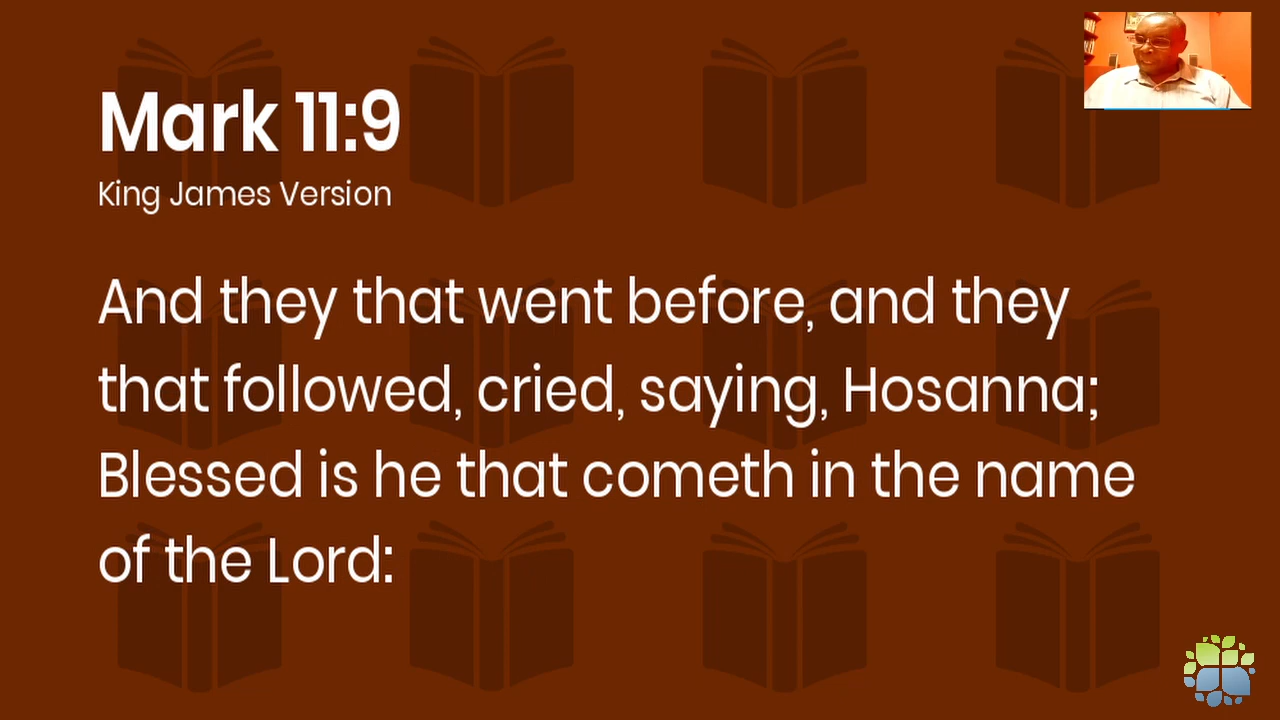 Mark 11:9
King James Version
And they that went before, and they
that followed, cried, saying, Hosanna;
Blessed is he that cometh in the name
of the Lord: